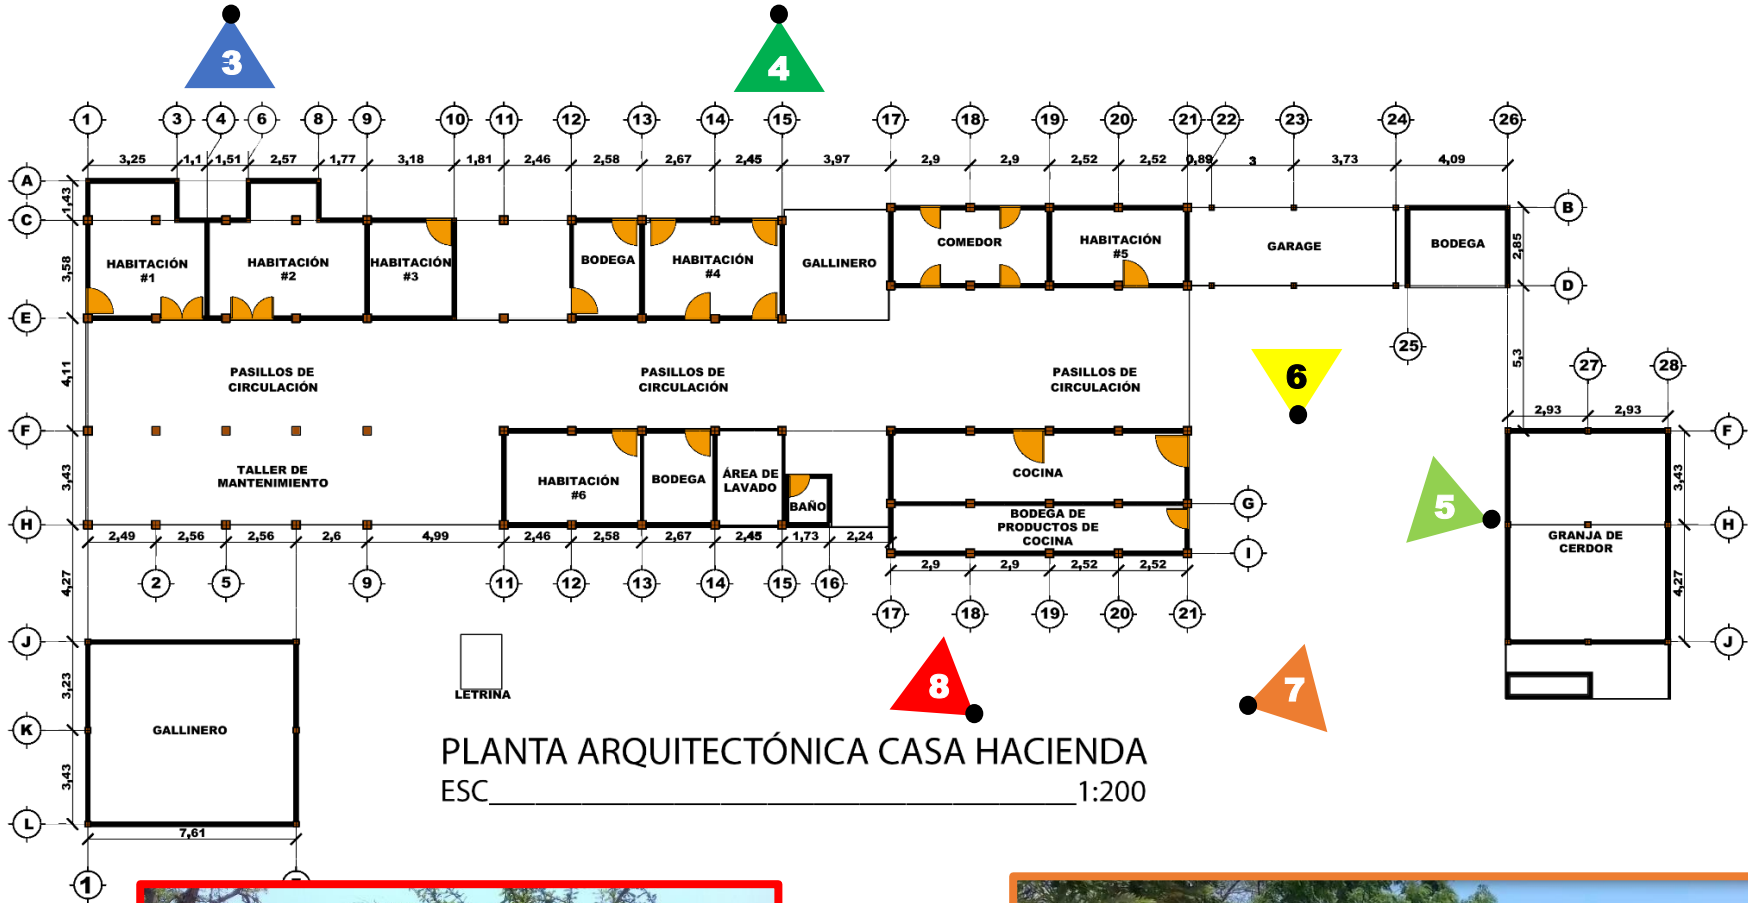 3
4
1
3
4
6
8
9
10
11
12
13
14
15
17
18
19
20
21
22
23
24
26
3,25
1,1
1,51
2,57
1,77
3,18
1,81
2,46
2,58
2,67
2,45
3,97
2,9
2,9
2,52
2,52
0,89
3
3,73
4,09
A
1,43
C
B
HABITACIÓN
#1
HABITACIÓN
#2
HABITACIÓN
#3
BODEGA
HABITACIÓN
#4
GALLINERO
COMEDOR
HABITACIÓN
#5
GARAGE
BODEGA
3,58
2,85
D
E
25
5,3
27
28
4,11
PASILLOS DE
CIRCULACIÓN
PASILLOS DE
CIRCULACIÓN
PASILLOS DE
CIRCULACIÓN
6
2,93
2,93
F
F
3,43
TALLER DE
MANTENIMIENTO
HABITACIÓN
#6
BODEGA
ÁREA DE
LAVADO
BAÑO
COCINA
G
BODEGA DE
PRODUCTOS DE
COCINA
I
5
3,43
H
H
GRANJA DE
CERDOR
4,27
J
2,49
2,56
2,56
2,6
4,99
2,46
2,58
2,67
2,45
1,73
2,24
2,9
2,9
2,52
2,52
4,27
2
5
9
11
12
13
14
15
16
17
18
19
20
21
J
3,23
LETRINA
8
7
K
GALLINERO
3,43
L
7,61
1
PLANTA ARQUITECTÓNICA CASA HACIENDA
ESC________________________________________1:200